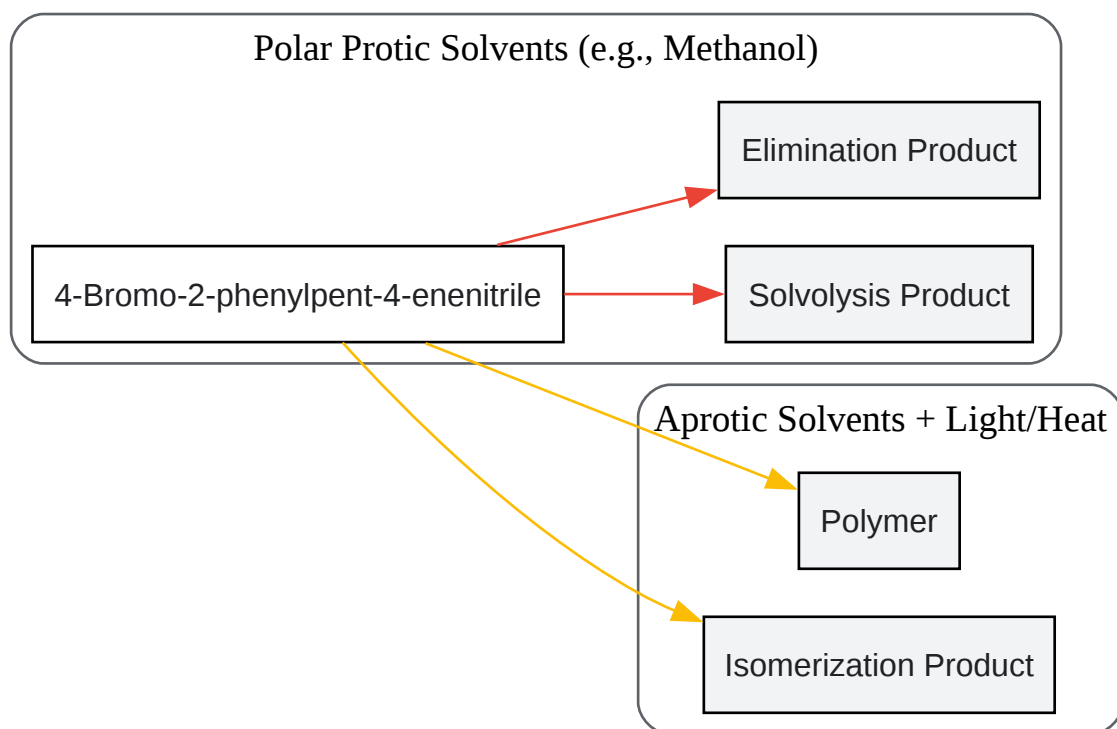 Polar Protic Solvents (e.g., Methanol)
Elimination Product
4-Bromo-2-phenylpent-4-enenitrile
Solvolysis Product
Aprotic Solvents + Light/Heat
Polymer
Isomerization Product